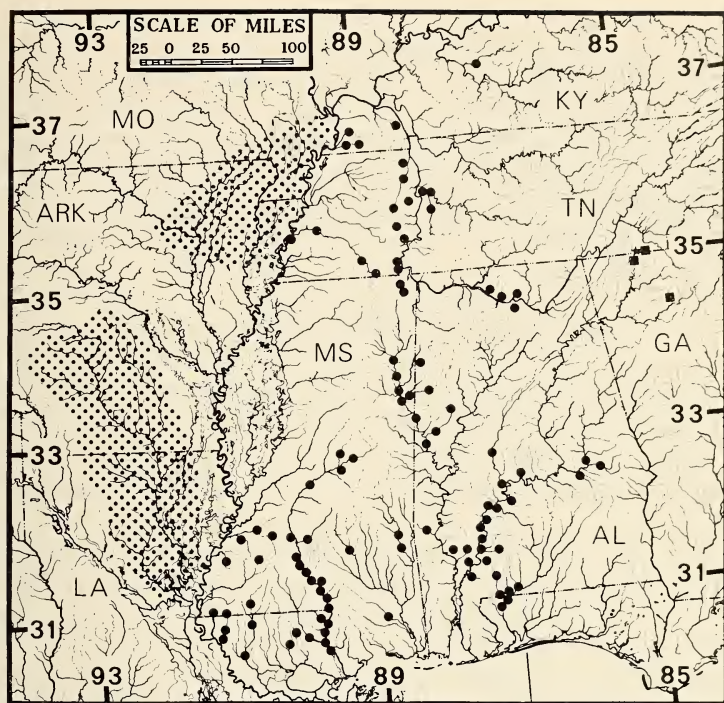 93
SCALE OF MILES
25 0 25 50 100
89
85
37
KY
MO
37
ARK
TN
35
35
MS
GA
33
33
AL
LA
31
31
93
89
85